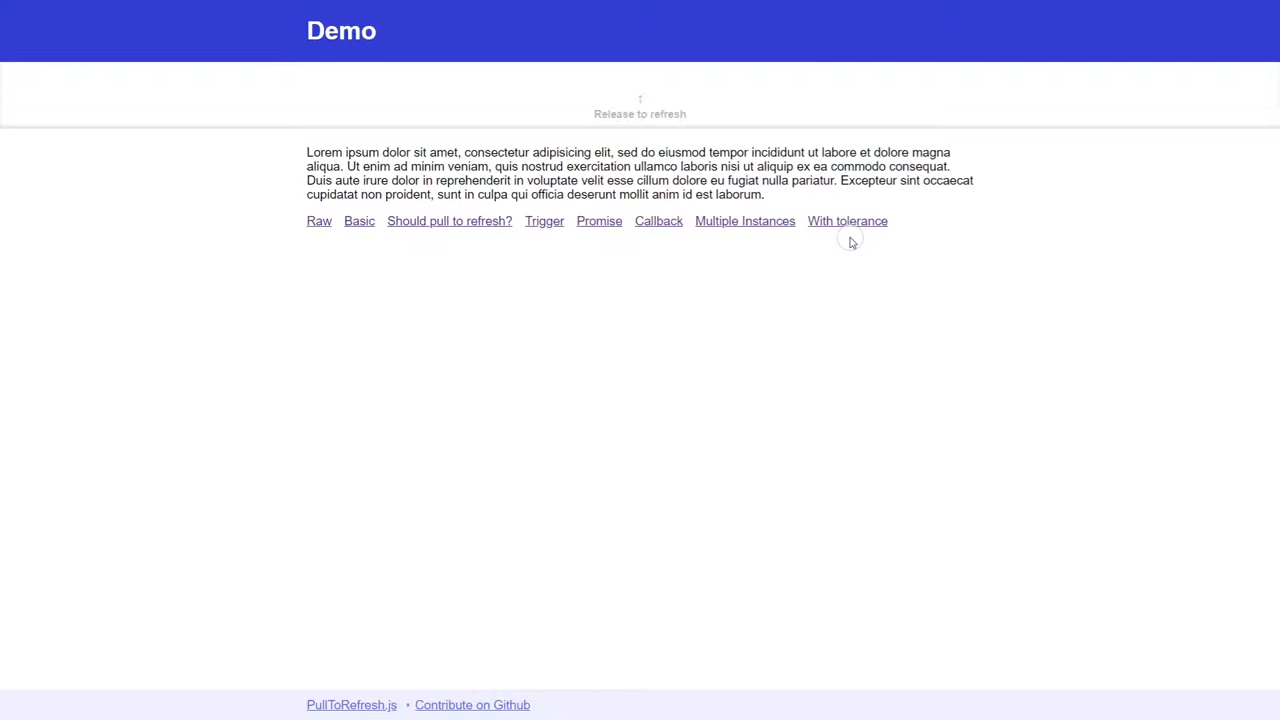 Demo
Release to refresh
Lorem ipsum dolor sit amet, consectetur adipisicing elit, sed do eiusmod tempor incididunt ut labore et dolore magna
aliqua. Ut enim ad minim veniam, quis nostrud exercitation ullamco laboris nisi ut aliquip ex ea commodo consequat.
Duis aute irure dolor in reprehenderit in voluptate velit esse cillum dolore eu fugiat nulla pariatur. Excepteur sint occaecat
cupidatat non proident, sunt in culpa qui officia deserunt mollit anim id est laborum.
Raw Basic Should pull to refresh? Trigger Promise Callback Multiple Instances With tolerance
PullToRefresh.js • Contribute on Github